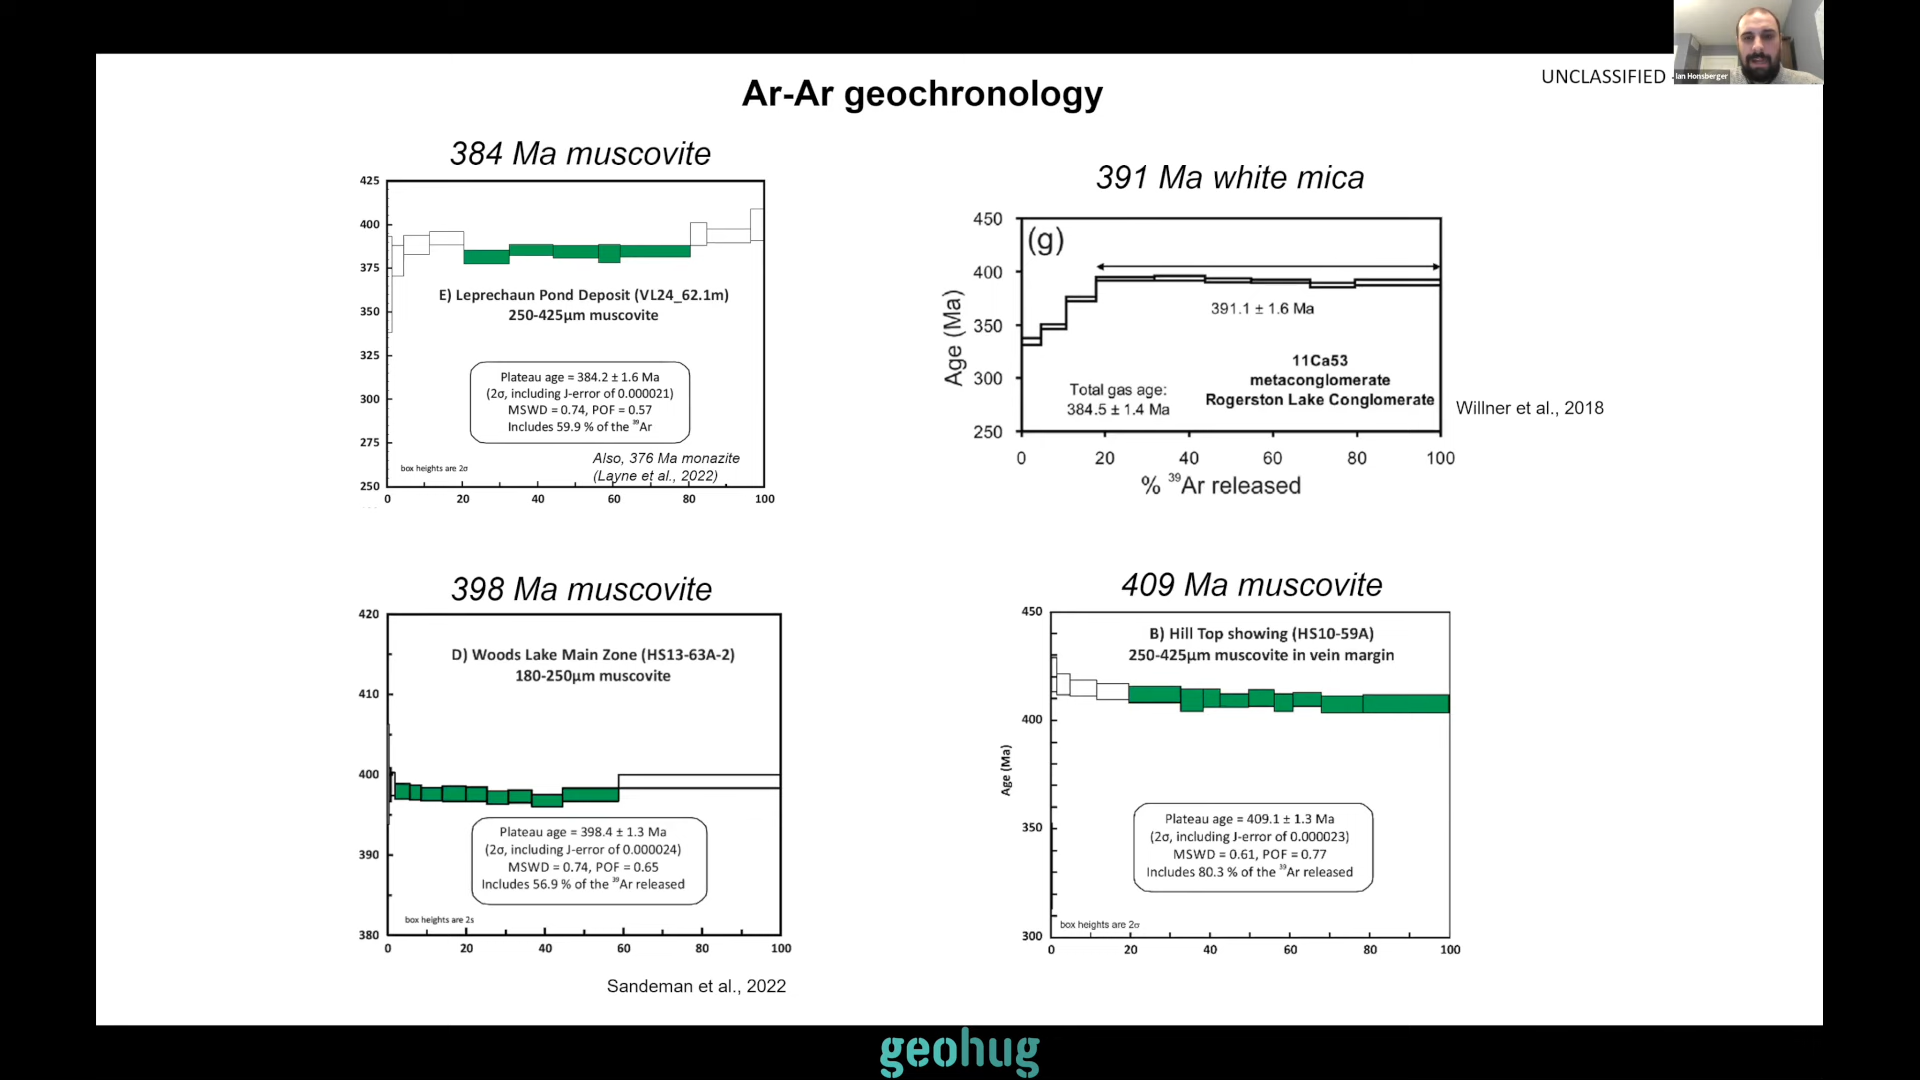 UNCLASSIFIED -
Ian Honsberger
Ar-Ar geochronology
384 Ma muscovite
425
400
375
350
325
300
275
250
E) Leprechaun Pond Deposit (VL24_62.1m)
250-425µm muscovite
Plateau age = 384.2 ± 1.6 Ma
(2σ, including J-error of 0.000021)
MSWD = 0.74, POF = 0.57
Includes 59.9 % of the ³⁹Ar
Also, 376 Ma monazite
(Layne et al., 2022)
box heights are 2σ
0 20 40 60 80 100
391 Ma white mica
450
400
350
300
250
Age (Ma)
(g)
391.1 ± 1.6 Ma
11Ca53
metaconglomerate
Rogerston Lake Conglomerate
Total gas age:
384.5 ± 1.4 Ma
0 20 40 60 80 100
% ³⁹Ar released
Willner et al., 2018
398 Ma muscovite
420
410
400
390
380
D) Woods Lake Main Zone (HS13-63A-2)
180-250µm muscovite
Plateau age = 398.4 ± 1.3 Ma
(2σ, including J-error of 0.000024)
MSWD = 0.74, POF = 0.65
Includes 56.9 % of the ³⁹Ar released
box heights are 2s
0 20 40 60 80 100
Sandeman et al., 2022
409 Ma muscovite
450
400
350
300
Age (Ma)
B) Hill Top showing (HS10-59A)
250-425µm muscovite in vein margin
Plateau age = 409.1 ± 1.3 Ma
(2σ, including J-error of 0.000023)
MSWD = 0.61, POF = 0.77
Includes 80.3 % of the ³⁹Ar released
box heights are 2σ
0 20 40 60 80 100
geohug